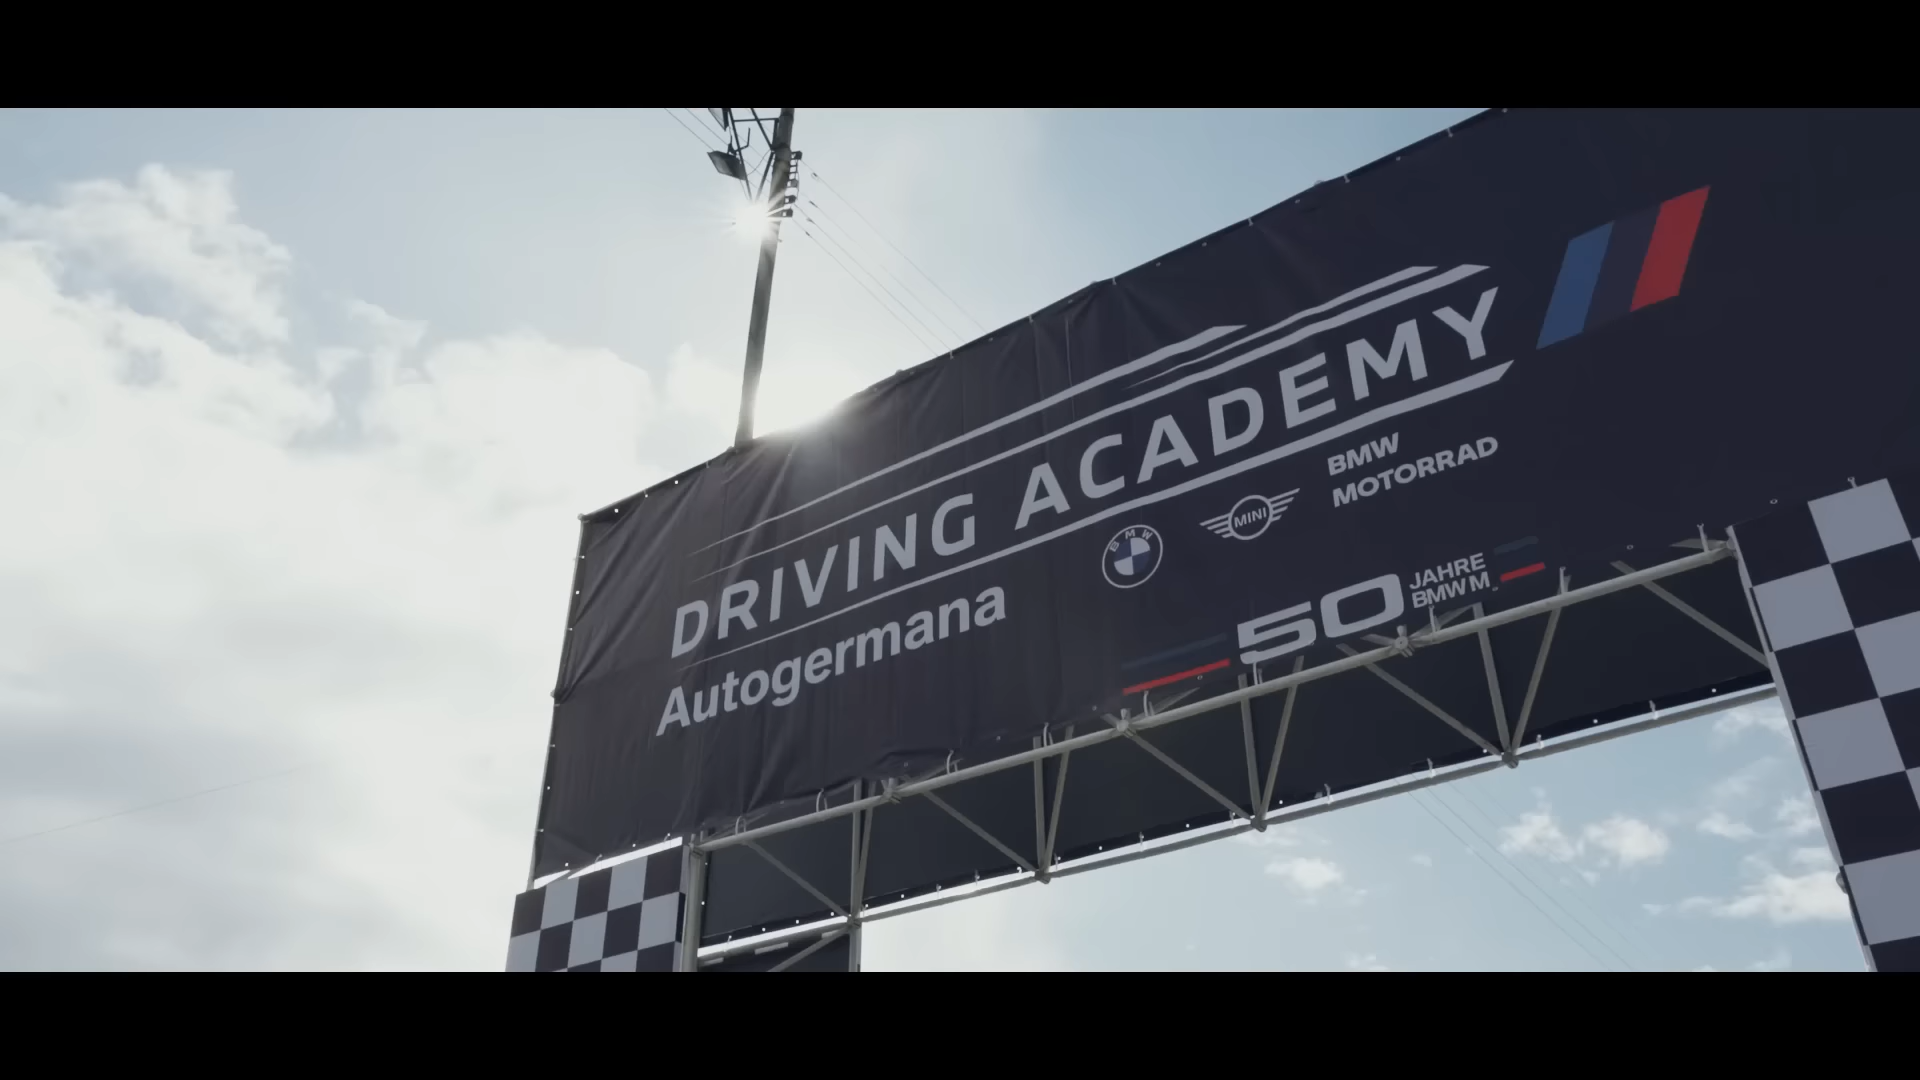 DRIVING ACADEMY
Autogermana
BMW
MINI
BMW
MOTORRAD
50 JAHRE
BMW M